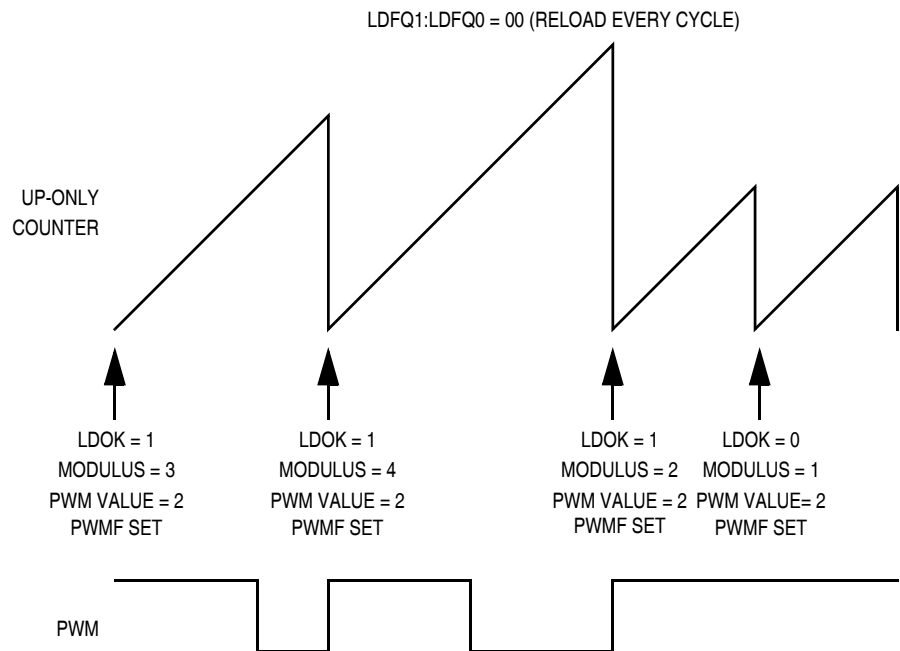 LDFQ1:LDFQ0 = 00 (RELOAD EVERY CYCLE)
UP-ONLY
COUNTER
LDOK = 1
MODULUS = 3
PWM VALUE = 2
PWMF SET
LDOK = 1
MODULUS = 4
PWM VALUE = 2
PWMF SET
LDOK = 1
MODULUS = 2
PWM VALUE = 2
PWMF SET
LDOK = 0
MODULUS = 1
PWM VALUE= 2
PWMF SET
PWM